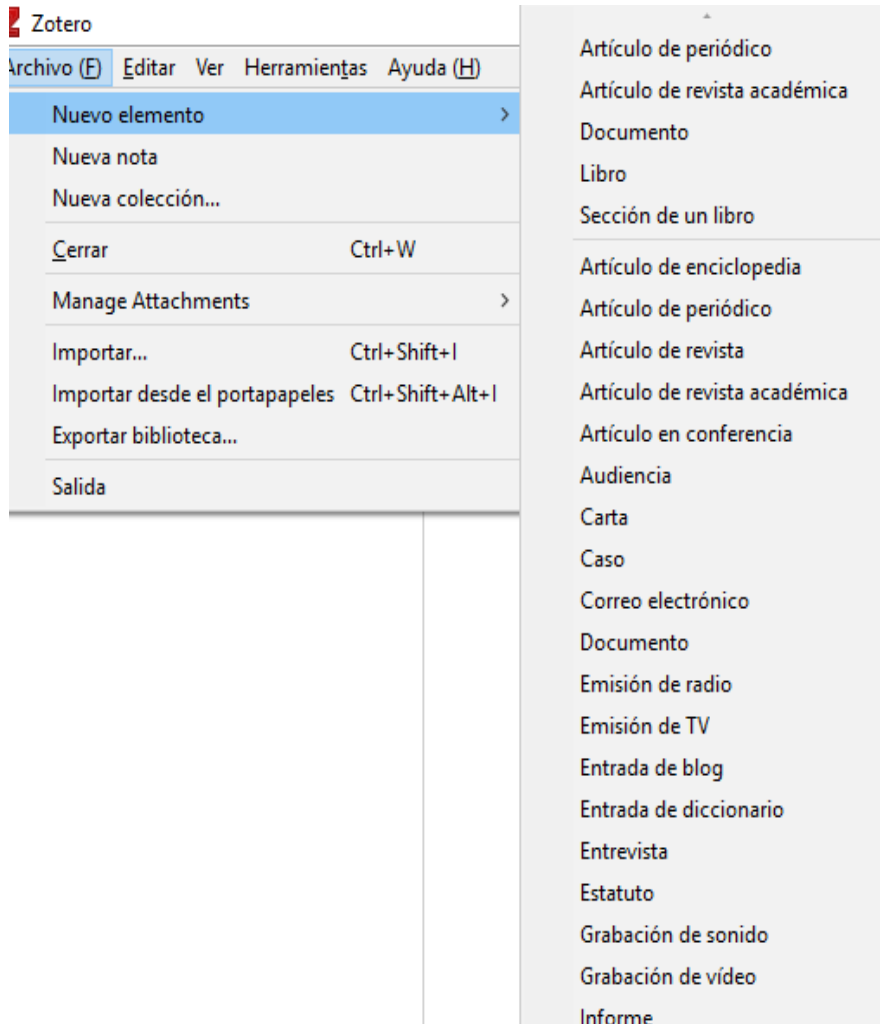 Zotero
Archivo (F) Editar Ver Herramientas Ayuda (H)
Nuevo elemento
Nueva nota
Nueva colección...
Cerrar Ctrl+W
Manage Attachments
Importar... Ctrl+Shift+I
Importar desde el portapapeles Ctrl+Shift+Alt+I
Exportar biblioteca...
Salida
Artículo de periódico
Artículo de revista académica
Documento
Libro
Sección de un libro
Artículo de enciclopedia
Artículo de periódico
Artículo de revista
Artículo de revista académica
Artículo en conferencia
Audiencia
Carta
Caso
Correo electrónico
Documento
Emisión de radio
Emisión de TV
Entrada de blog
Entrada de diccionario
Entrevista
Estatuto
Grabación de sonido
Grabación de vídeo
Informe